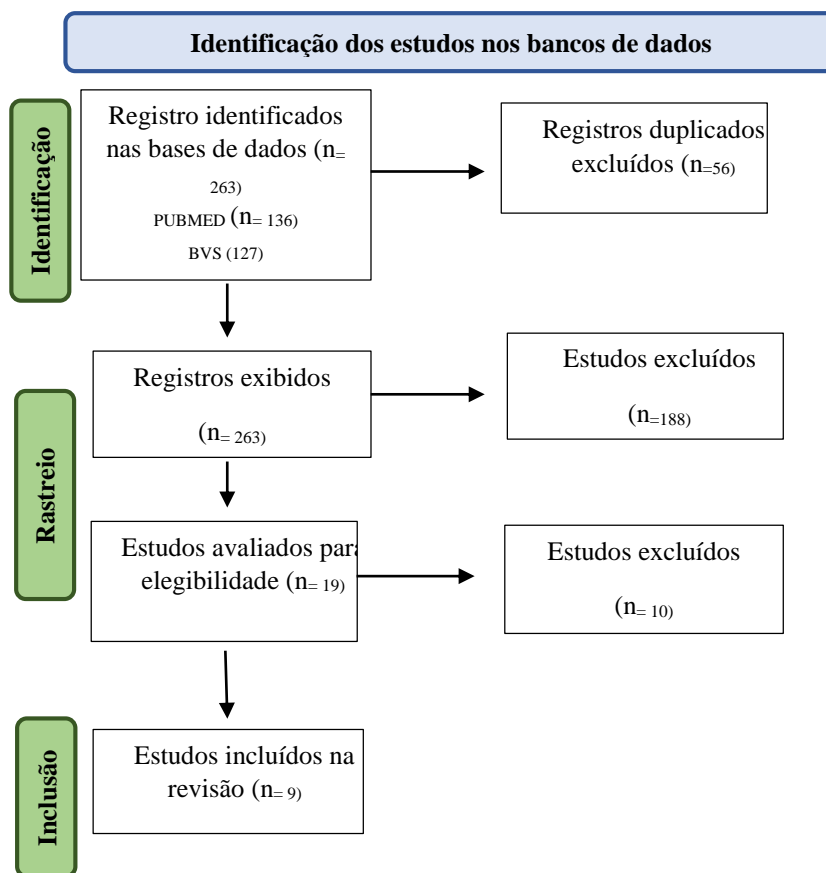 Identificação dos estudos nos bancos de dados
Identificação
Registro identificados
nas bases de dados (n=
263)
PUBMED (n= 136)
BVS (127)
Registros duplicados
excluídos (n=56)
Rastreio
Registros exibidos
(n= 263)
Estudos excluídos
(n=188)
Estudos avaliados para
elegibilidade (n= 19)
Estudos excluídos
(n= 10)
Inclusão
Estudos incluídos na
revisão (n= 9)